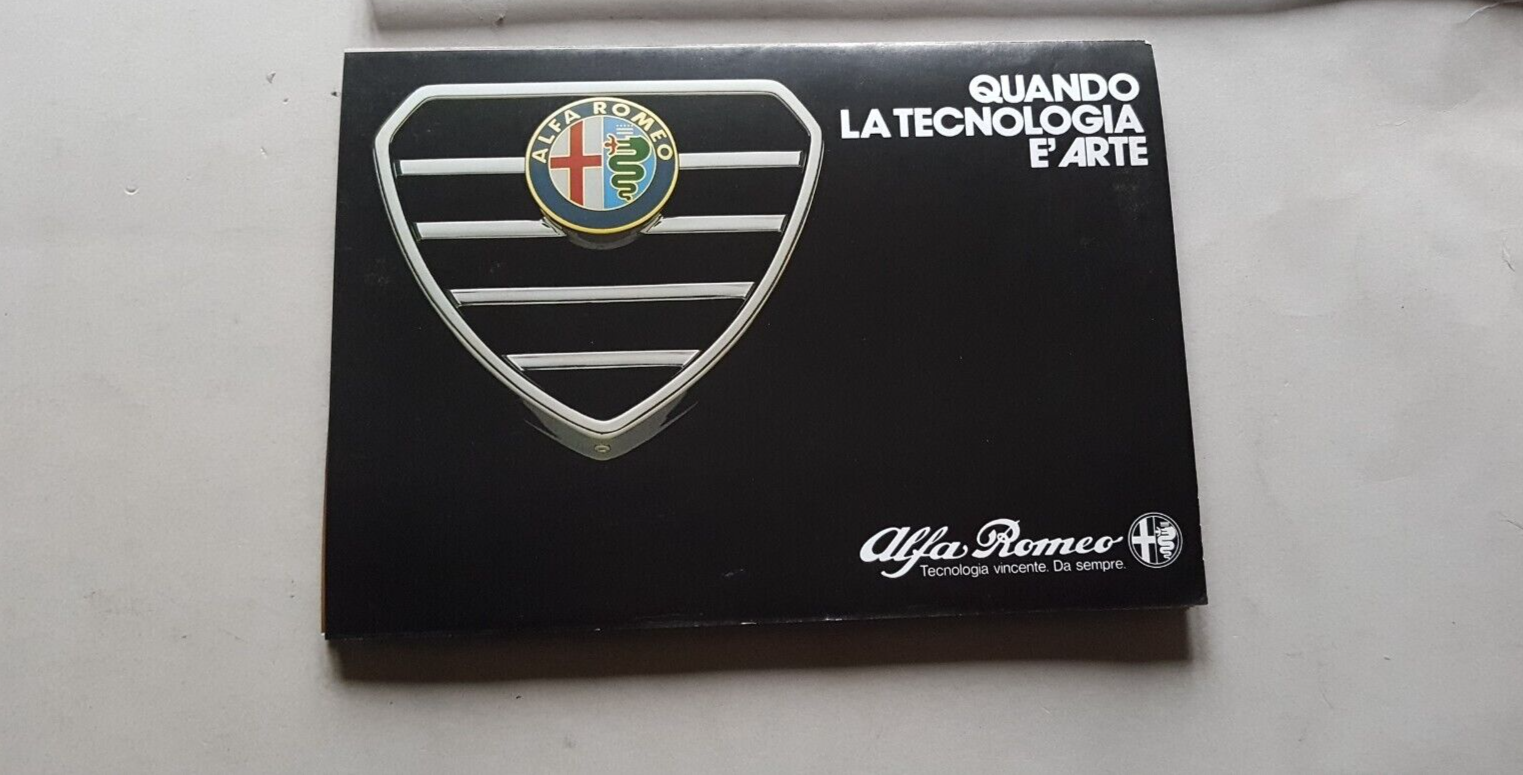 ALFA ROMEO
QUANDO
LA TECNOLOGIA
E' ARTE
Alfa Romeo
Tecnologia vincente. Da sempre.